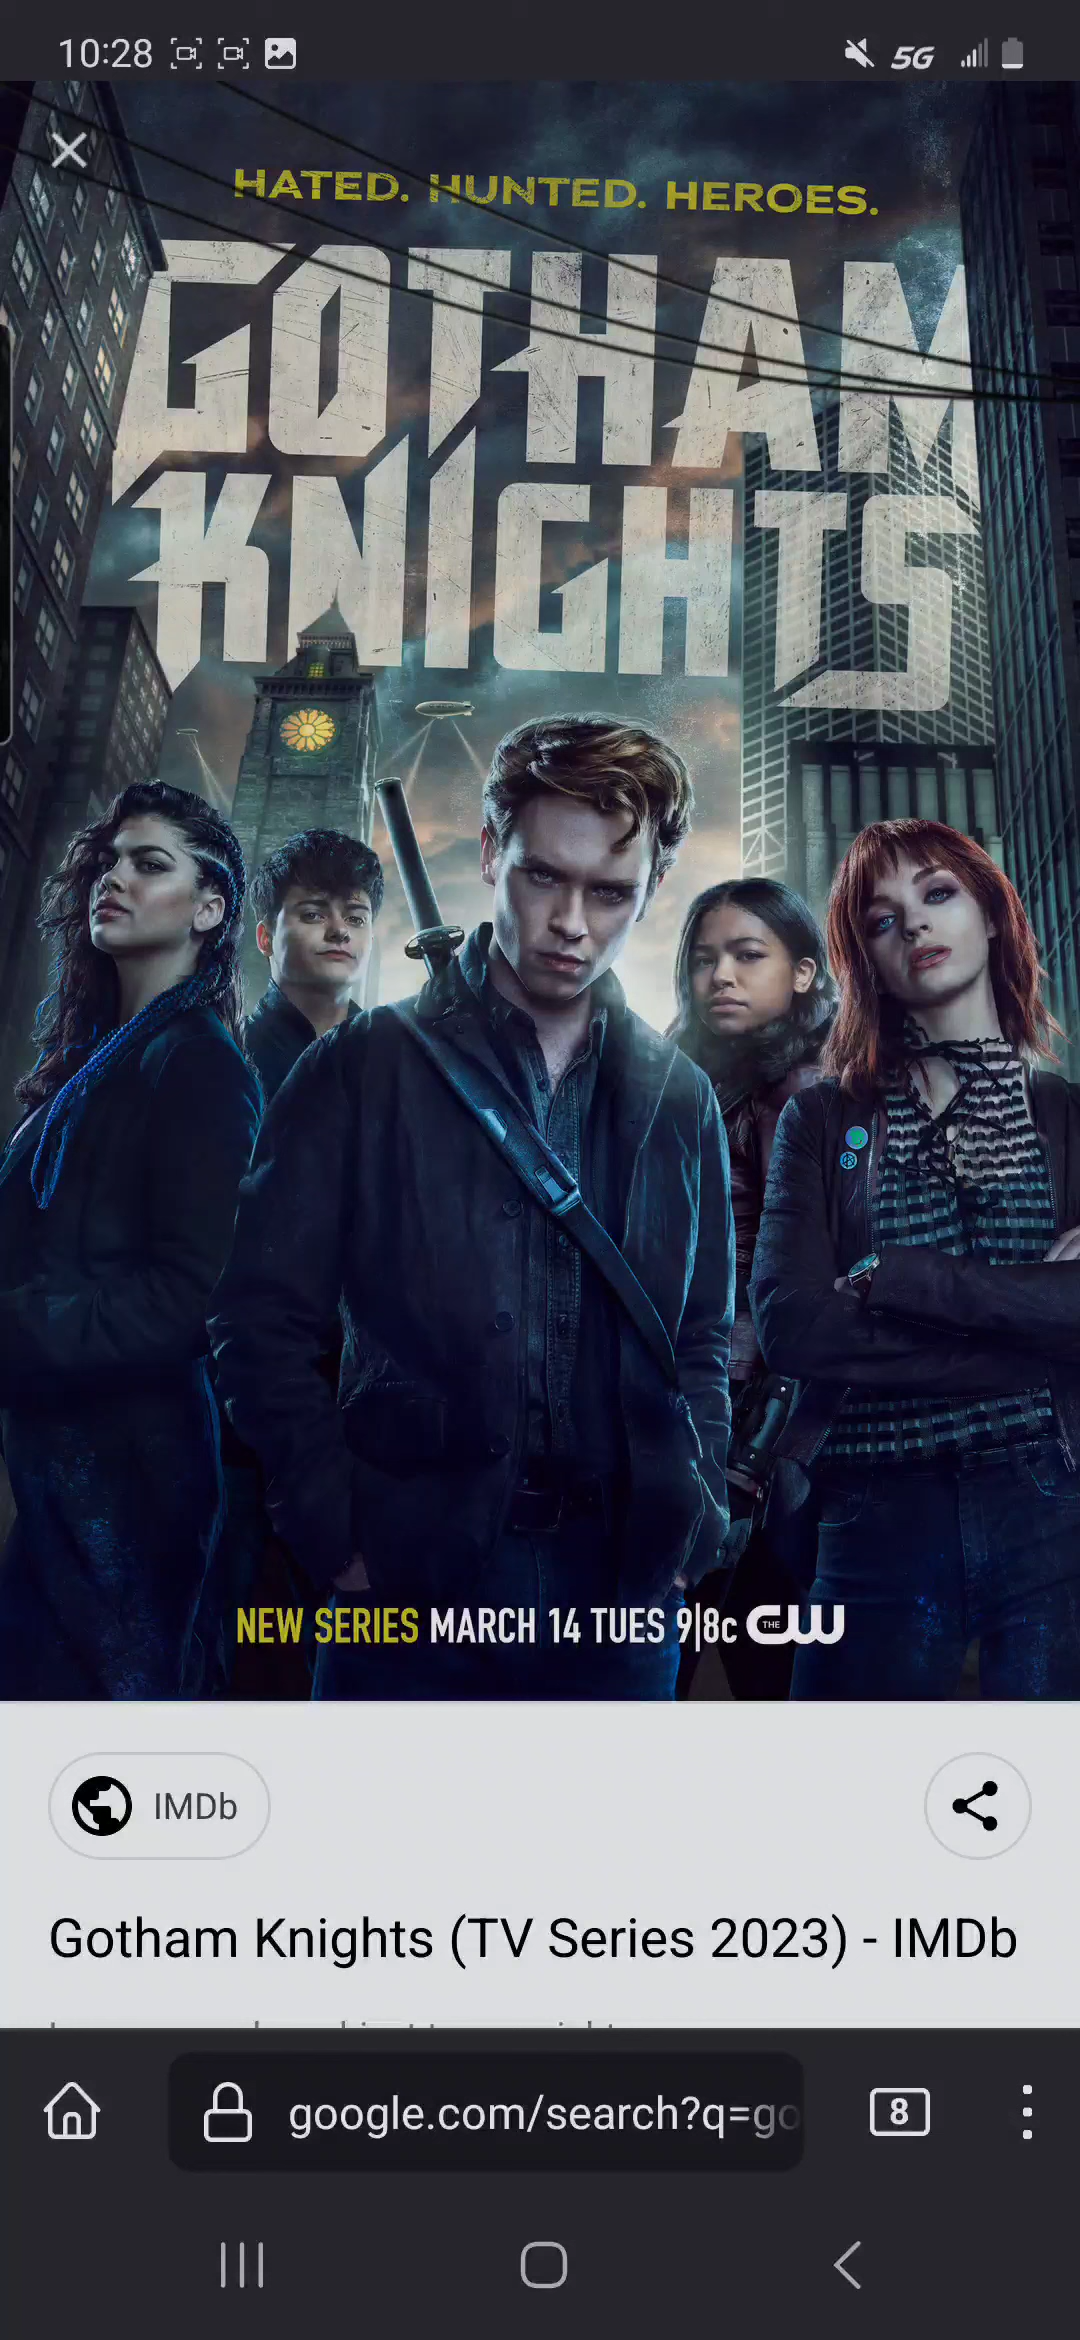 10:28
5G
HATED. HUNTED. HEROES.
GOTHAM
KNIGHTS
NEW SERIES MARCH 14 TUES 9|8c THE CW
IMDb
Gotham Knights (TV Series 2023) - IMDb
google.com/search?q=go
8